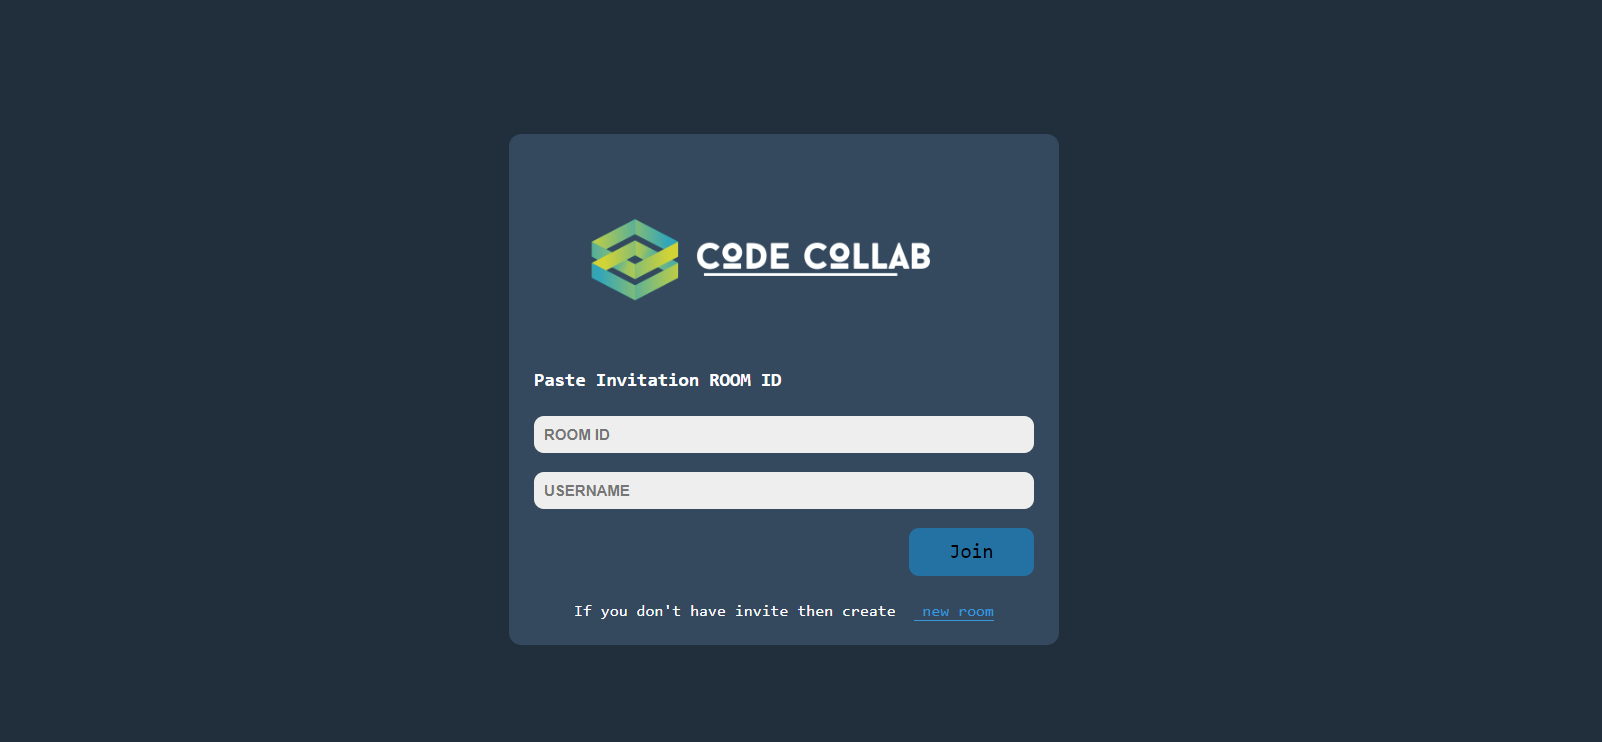 CODE COLLAB
Paste Invitation ROOM ID
ROOM ID
USERNAME
Join
If you don't have invite then create new room